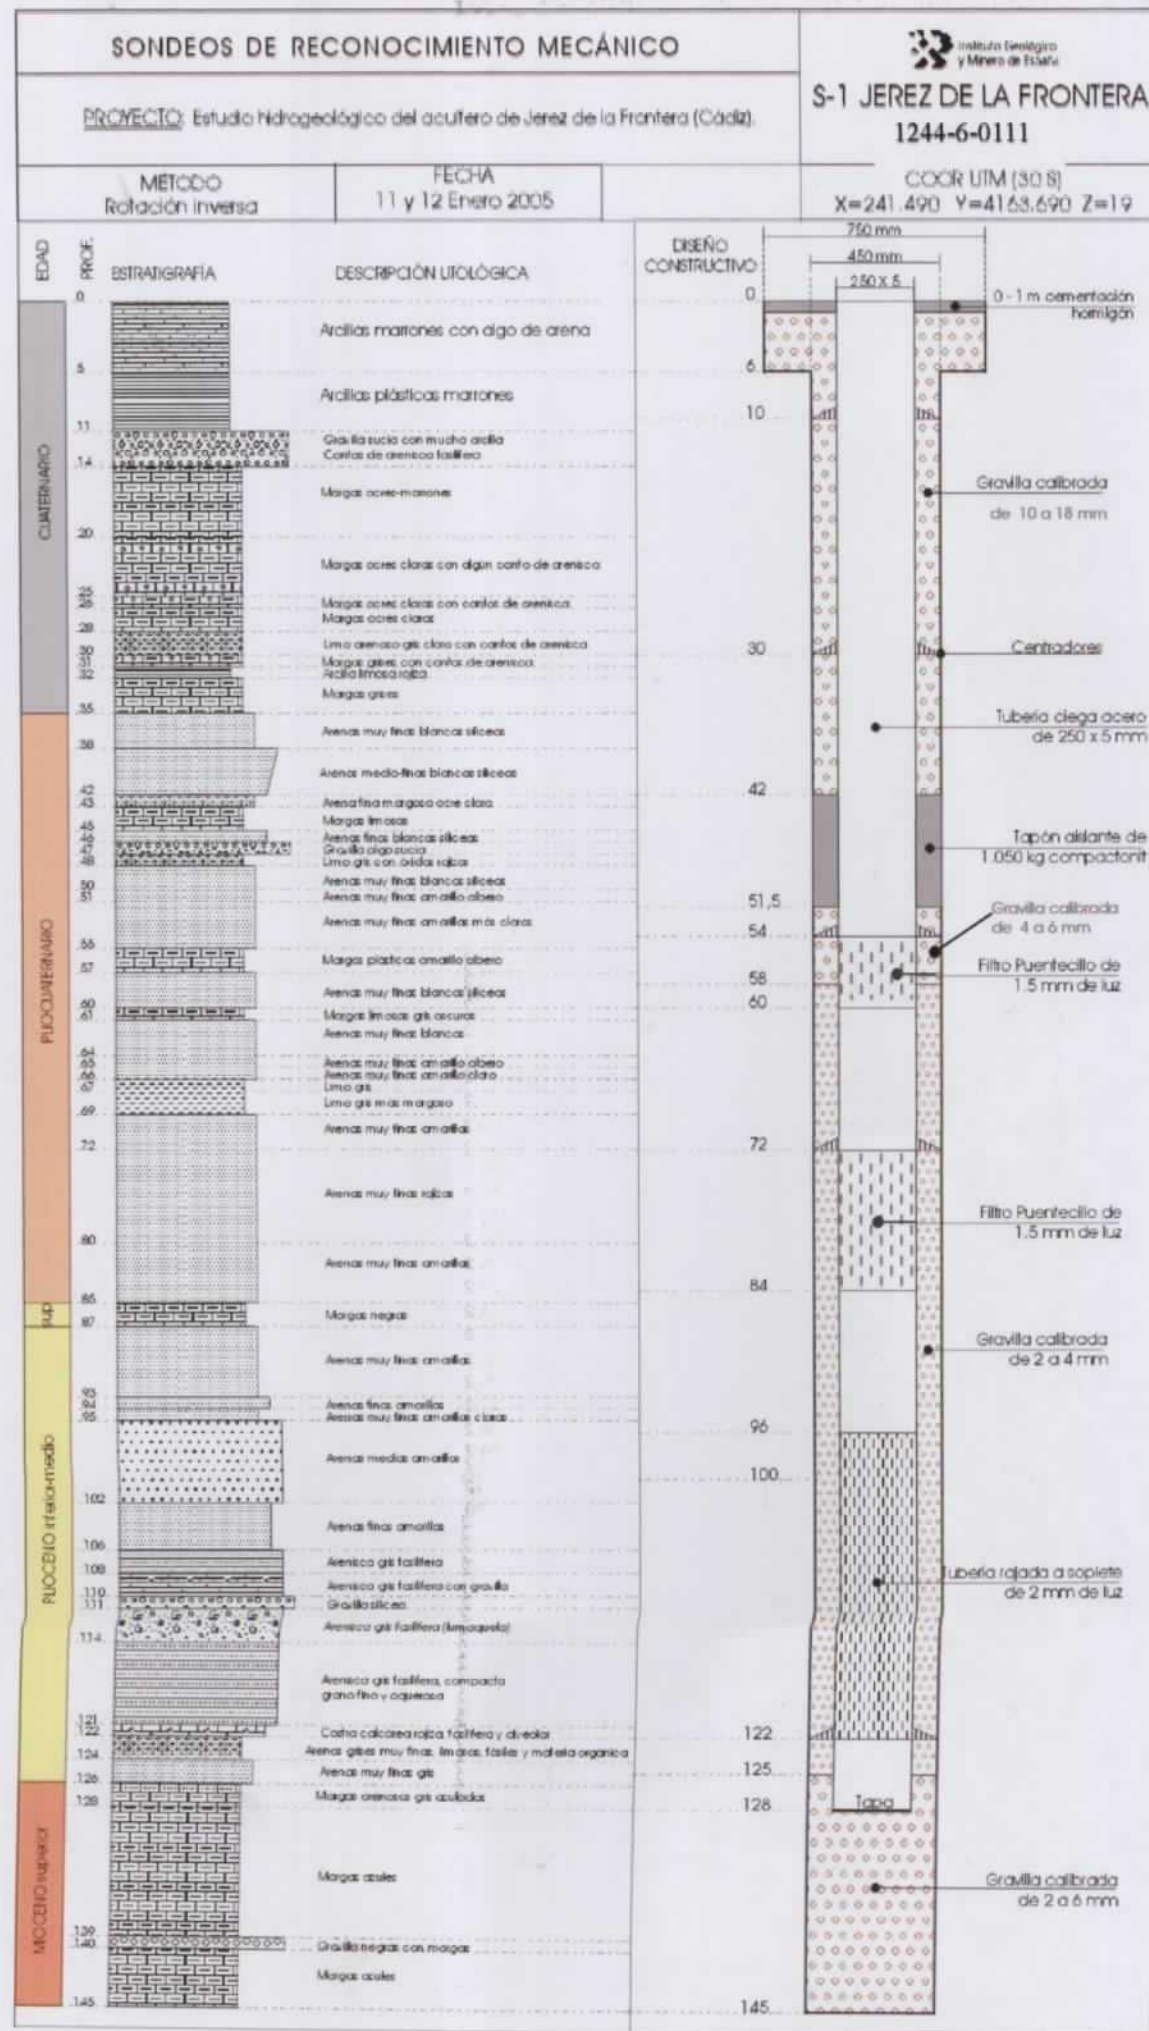 SONDEOS DE RECONOCIMIENTO MECÁNICO
Instituto Geológico
y Minero de España
PROYECTO: Estudio hidrogeológico del acuífero de Jerez de la Frontera (Cádiz).
S-1 JEREZ DE LA FRONTERA
1244-6-0111
MÉTODO
Rotación inversa
FECHA
11 y 12 Enero 2005
COOR UTM (30 S)
X=241.490 Y=4163.690 Z=19
EDAD
PROF.
ESTRATIGRAFÍA
DESCRIPCIÓN LITOLÓGICA
DISEÑO
CONSTRUCTIVO
750 mm
450 mm
250 X 5
CUATERNARIO
PLIOCUATERNARIO
sup
PLIOCENO inferio-medio
MIOCENO superior
0
Arcillas marrones con algo de arena
Arcillas plásticas marrones
11
Gravilla sucia con mucha arcilla
Cantos de arenisca fosilífera
14
Margas ocres-marrones
20
Margas ocres claras con algún canto de arenisca
25
Margas ocres claras con cantos de arenisca
26
Margas ocres claras
28
Limo arenoso gris claro con cantos de arenisca
30
Margas grises con cantos de arenisca
31
Arcilla limosa rojiza
32
Margas grises
35
Arenas muy finas blancas silíceas
38
Arenas medio-finas blancas silíceas
42
Arena fina margosa ocre clara
43
Margas limosas
45
Arenas finas blancas silíceas
46
Gravilla algo sucia
47
Limo gris con óxidos rojizos
48
Arenas muy finas blancas silíceas
50
Arenas muy finas amarillo albero
51
Arenas muy finas amarillas más claras
55
Margas plásticas amarillo albero
57
Arenas muy finas blancas silíceas
60
Margas limosas gris oscuras
61
Arenas muy finas blancas
64
Arenas muy finas amarillo albero
65
Arenas muy finas amarillo claro
66
Limo gris
67
Limo gris más margoso
69
Arenas muy finas amarillas
72
Arenas muy finas rojizas
80
Arenas muy finas amarillas
85
Margas negras
87
Arenas muy finas amarillas
93
Arenas finas amarillas
94
Arenas muy finas amarillas claras
95
Arenas medias amarillas
102
Arenas finas amarillas
106
Arenisca gris fosilífera
108
Arenisca gris fosilífera con gravilla
110
Gravilla silícea
111
Arenisca gris fosilífera (lumaquela)
114
Arenisca gris fosilífera, compacta
grano fino y oquerosa
121
Costra calcárea rojiza, fosilífera y alveolar
122
Arenas grises muy finas, limosas, fósiles y materia orgánica
124
Arenas muy finas gris
126
Margas arenosas gris azuladas
128
Margas azules
139
Gravilla negras con margas
140
Margas azules
145
0
0 - 1 m cementación
hormigón
6
10
Gravilla calibrada
de 10 a 18 mm
30
Centradores
Tubería ciega acero
de 250 x 5 mm
42
Tapón aislante de
1.050 kg compactonit
51,5
Gravilla calibrada
de 4 a 6 mm
54
Filtro Puentecillo de
1.5 mm de luz
58
60
72
Filtro Puentecillo de
1.5 mm de luz
84
Gravilla calibrada
de 2 a 4 mm
96
100
Tubería rajada a soplete
de 2 mm de luz
122
125
128
Tapa
Gravilla calibrada
de 2 a 6 mm
145